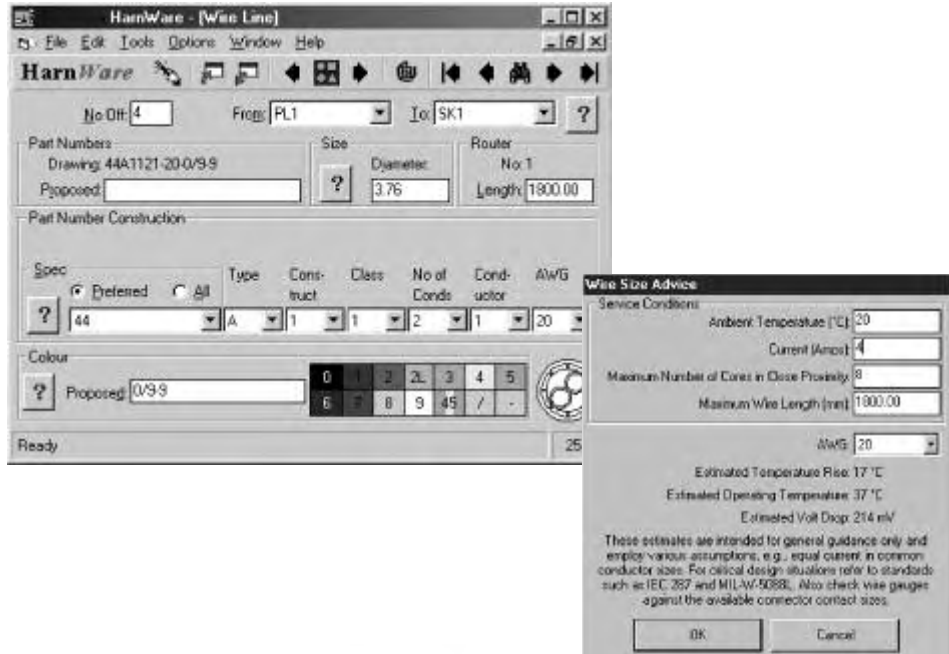 HarnWare - [Wire Line]
File Edit Tools Options Window Help
HarnWare
No Off: 4 From: PL1 To: SK1 ?
Part Numbers Size Router
Drawing: 44A1121-20-0/9-9 Diameter: No: 1
Proposed: ? 3.76 Length: 1800.00
Part Number Construction
Spec Type Cons- Class No of Cond- AWG
Preferred All truct Conds uctor
? 44 A 1 1 2 1 20
Colour
? Proposed: 0/9-9
0 1 2 2L 3 4 5
6 7 8 9 45 / -
Ready 25
Wire Size Advice
Service Conditions
Ambient Temperature (°C): 20
Current (Amps): 4
Maximum Number of Cores in Close Proximity: 8
Maximum Wire Length (mm): 1800.00
AWG: 20
Estimated Temperature Rise: 17 °C
Estimated Operating Temperature: 37 °C
Estimated Volt Drop: 214 mV
These estimates are intended for general guidance only and
employ various assumptions, e.g., equal current in common
conductor sizes. For critical design situations refer to standards
such as IEC 287 and MIL-W-5088L. Also check wire gauges
against the available connector contact sizes.
OK Cancel